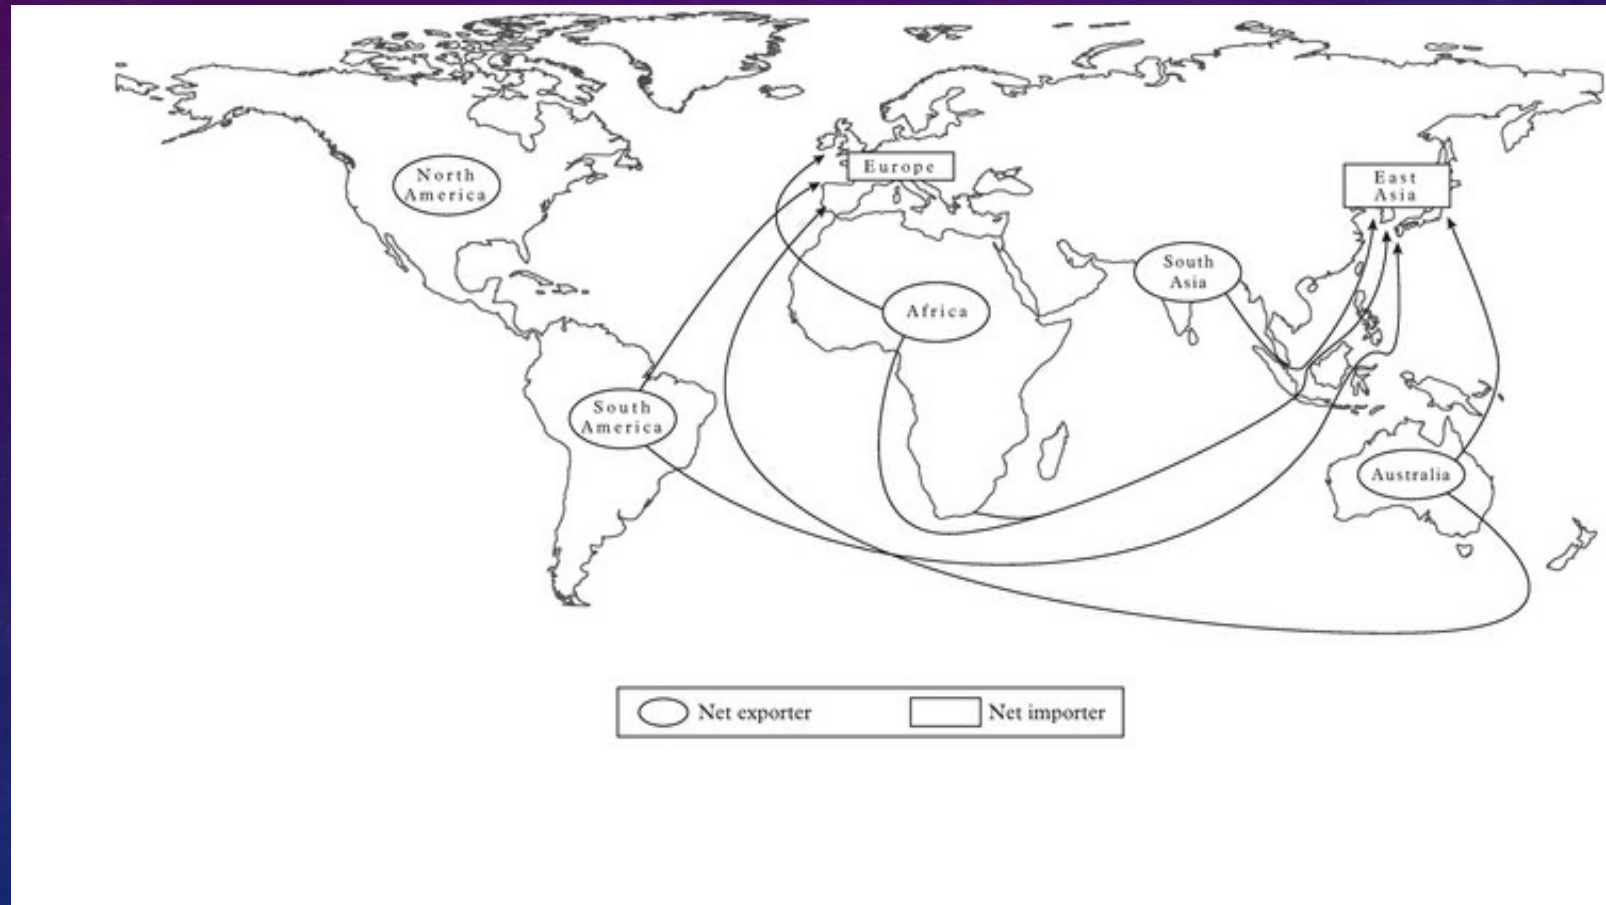 North
America
Europe
East
Asia
South
Asia
Africa
South
America
Australia
Net exporter
Net importer